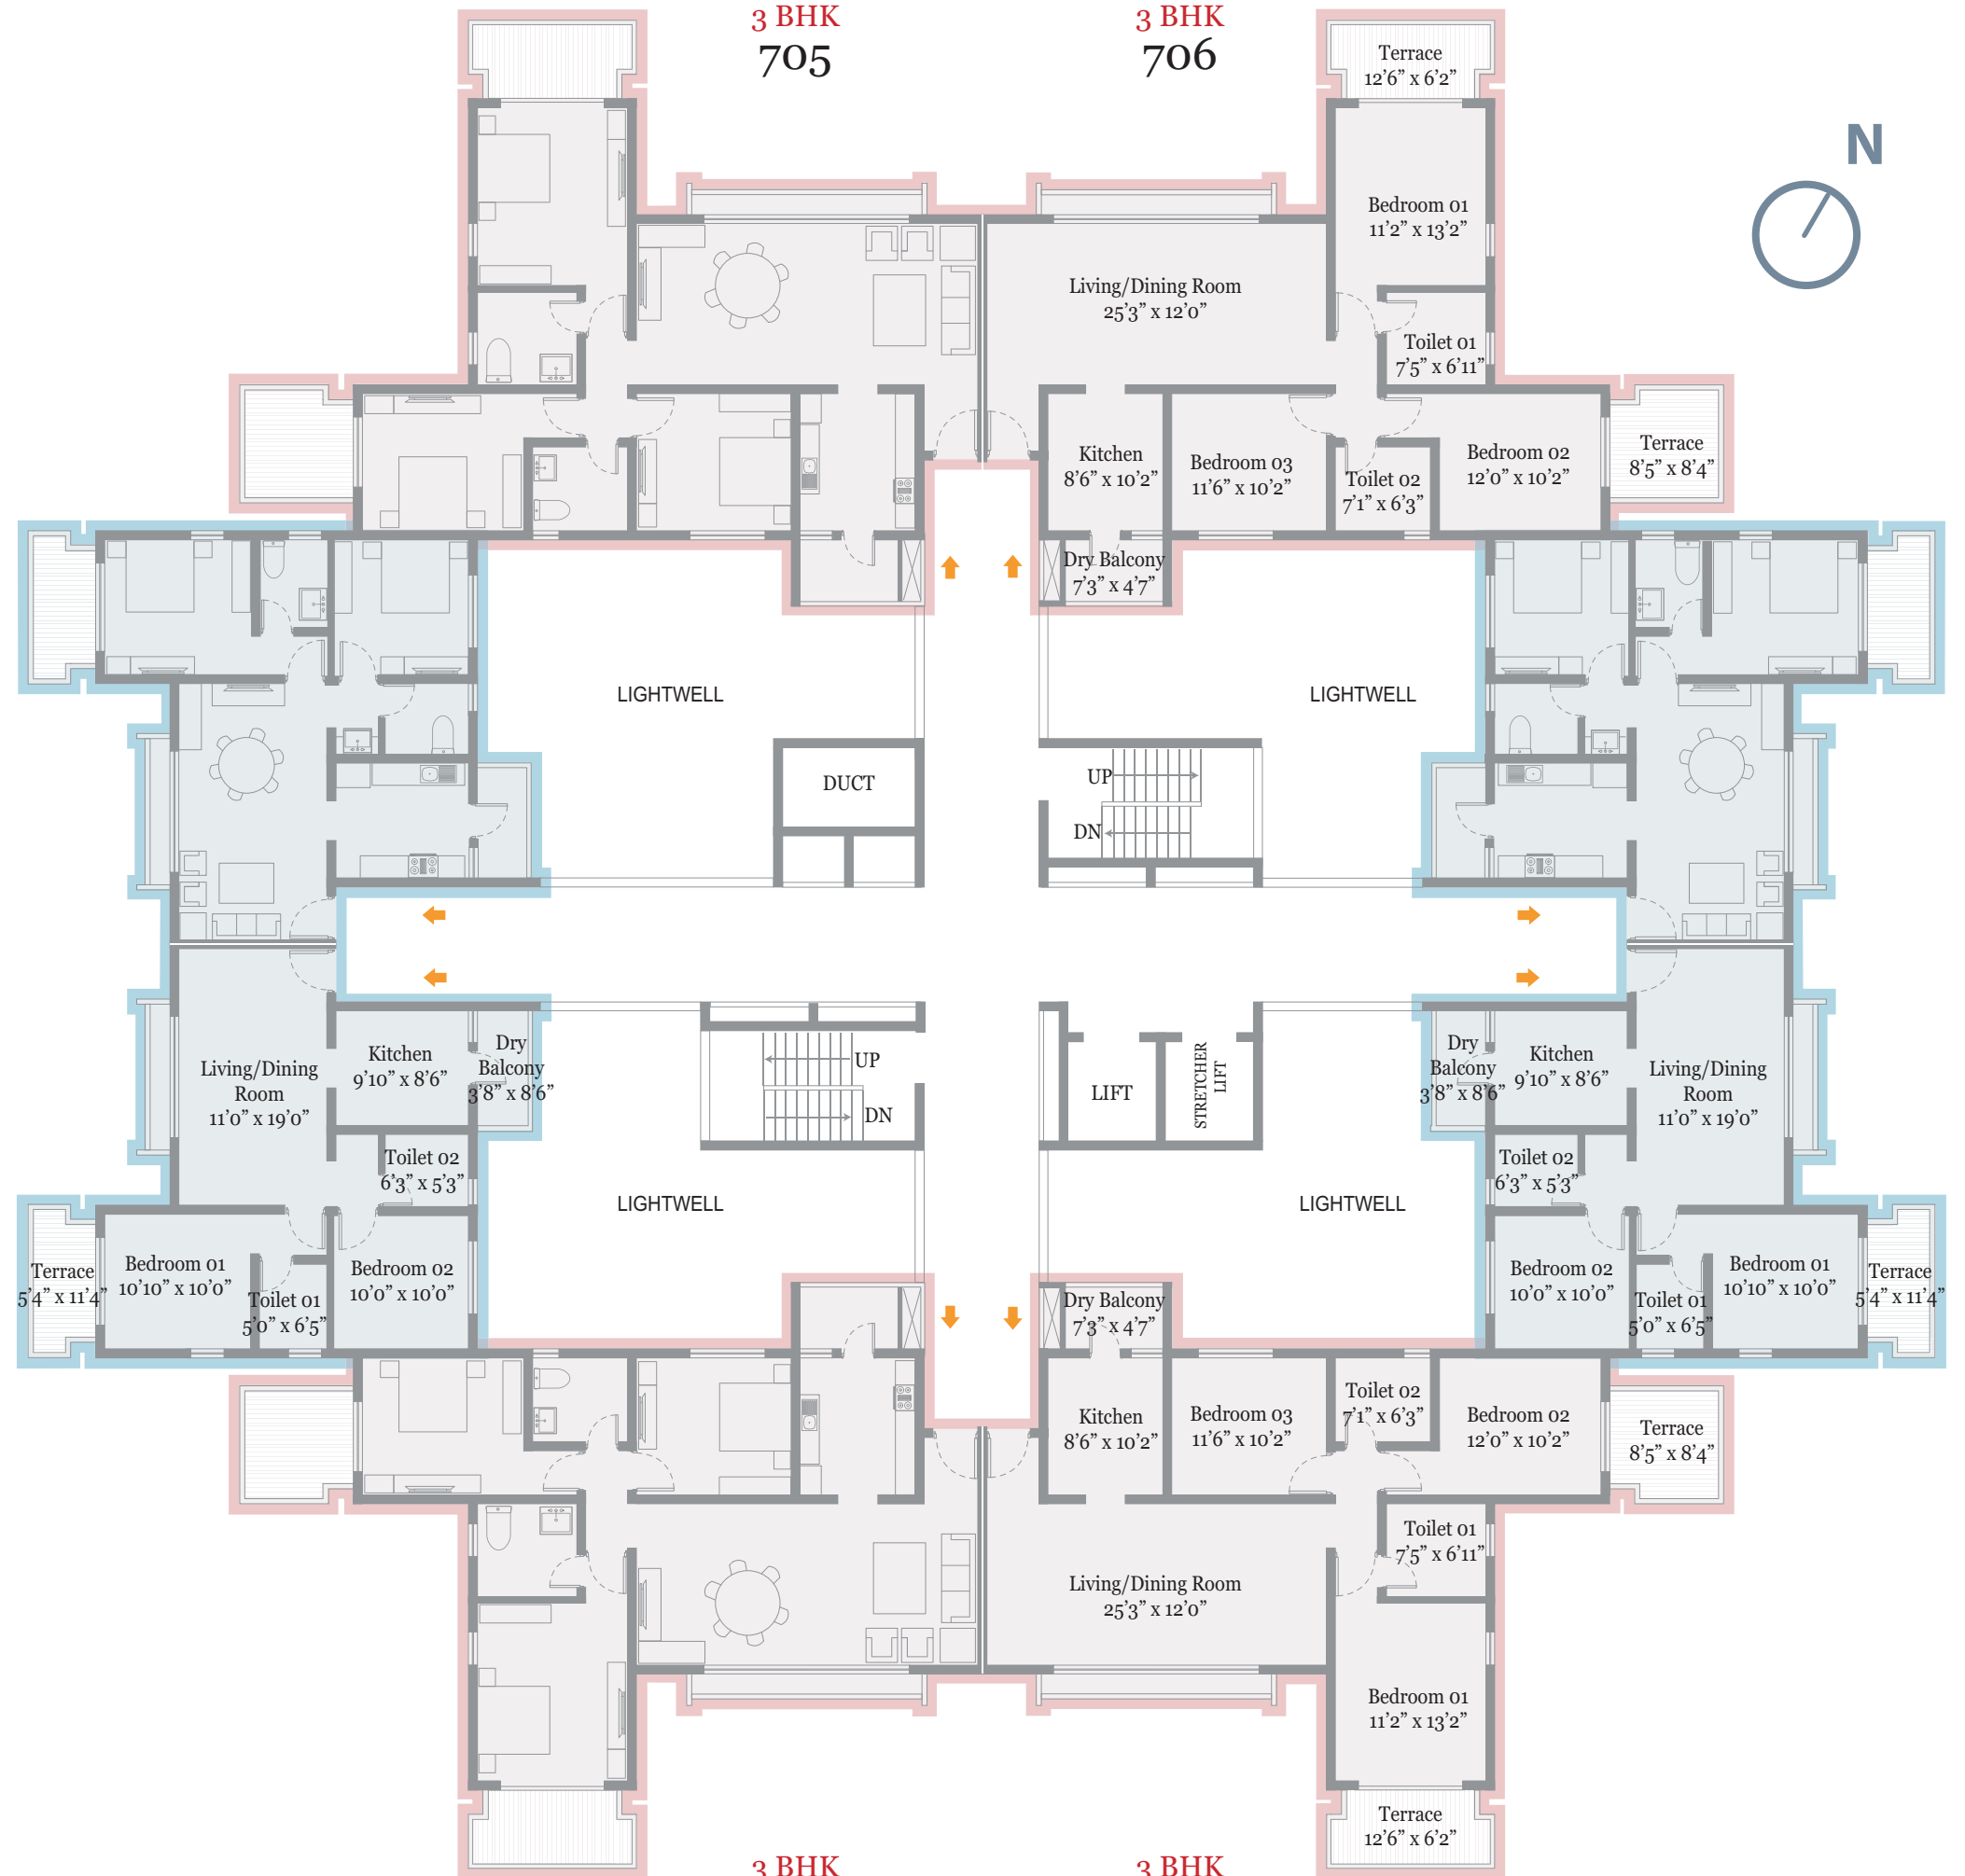 3 BHK
705
3 BHK
706
Terrace
12’6” x 6’2”
N
Bedroom 01
11’2” x 13’2”
Living/Dining Room
25’3” x 12’0”
Toilet 01
7’5” x 6’11”
Kitchen
8’6” x 10’2”
Bedroom 03
11’6” x 10’2”
Toilet 02
7’1” x 6’3”
Bedroom 02
12’0” x 10’2”
Terrace
8’5” x 8’4”
Dry Balcony
7’3” x 4’7”
LIGHTWELL
LIGHTWELL
DUCT
UP
DN
Living/Dining
Room
11’0” x 19’0”
Kitchen
9’10” x 8’6”
Dry
Balcony
3’8” x 8’6”
UP
DN
LIFT
STRETCHER
LIFT
Dry
Balcony
3’8” x 8’6”
Kitchen
9’10” x 8’6”
Living/Dining
Room
11’0” x 19’0”
Toilet 02
6’3” x 5’3”
Toilet 02
6’3” x 5’3”
LIGHTWELL
LIGHTWELL
Terrace
5’4” x 11’4”
Bedroom 01
10’10” x 10’0”
Toilet 01
5’0” x 6’5”
Bedroom 02
10’0” x 10’0”
Bedroom 02
10’0” x 10’0”
Toilet 01
5’0” x 6’5”
Bedroom 01
10’10” x 10’0”
Terrace
5’4” x 11’4”
Dry Balcony
7’3” x 4’7”
Kitchen
8’6” x 10’2”
Bedroom 03
11’6” x 10’2”
Toilet 02
7’1” x 6’3”
Bedroom 02
12’0” x 10’2”
Terrace
8’5” x 8’4”
Toilet 01
7’5” x 6’11”
Living/Dining Room
25’3” x 12’0”
Bedroom 01
11’2” x 13’2”
Terrace
12’6” x 6’2”
3 BHK
3 BHK